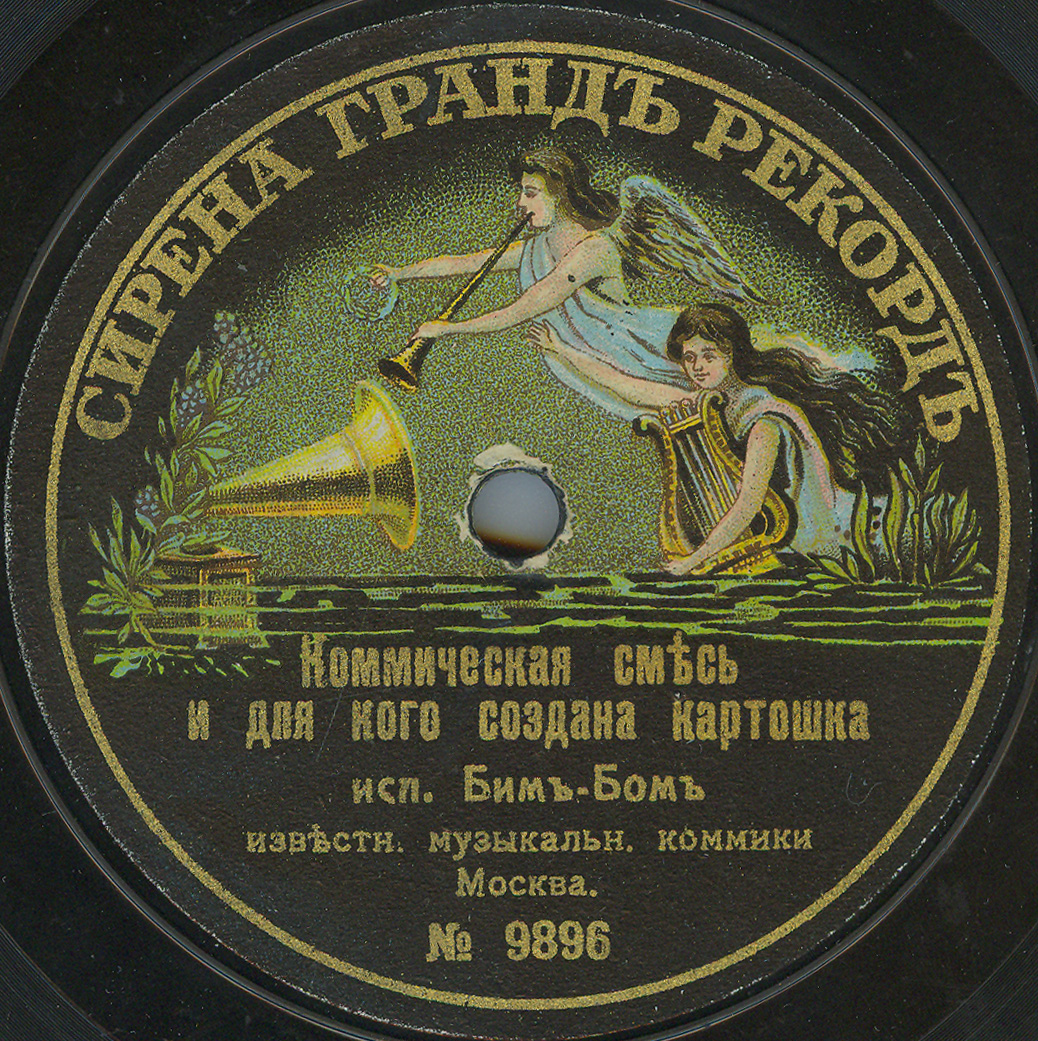 СИРЕНА ГРАНДЪ РЕКОРДЪ
Коммическая смѣсь
и для кого создана картошка
исп. Бимъ-Бомъ
извѣстн. музыкальн. коммики
Москва.
№ 9896